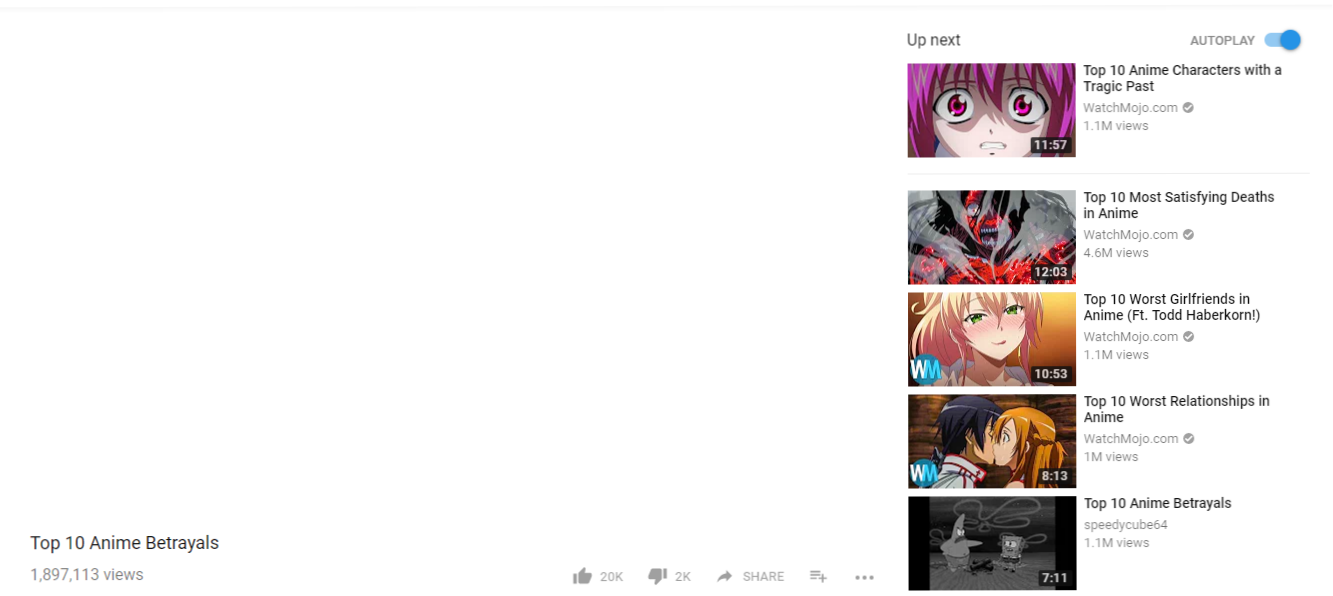 Up next
AUTOPLAY
11:57
Top 10 Anime Characters with a
Tragic Past
WatchMojo.com
1.1M views
12:03
Top 10 Most Satisfying Deaths
in Anime
WatchMojo.com
4.6M views
WM
10:53
Top 10 Worst Girlfriends in
Anime (Ft. Todd Haberkorn!)
WatchMojo.com
1.1M views
WM
8:13
Top 10 Worst Relationships in
Anime
WatchMojo.com
1M views
7:11
Top 10 Anime Betrayals
speedycube64
1.1M views
Top 10 Anime Betrayals
1,897,113 views
20K
2K
SHARE